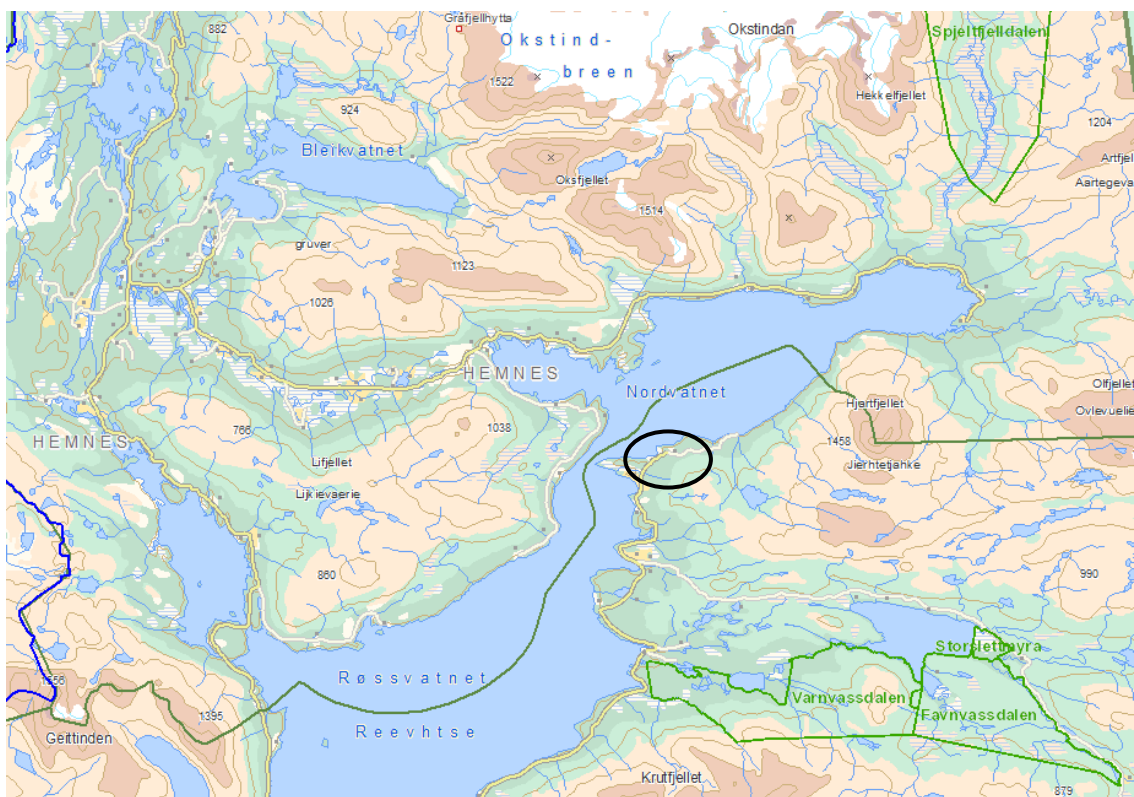 882
Gråfjellhytta
Okstind-
breen
Okstindan
Spjeltfjelldalen
1522
Hekkelfjellet
924
1204
Bleikvatnet
Artfjel
Oksfjellet
Aartegeva
1514
gruver
1123
1026
HEMNES
Nordvatnet
Olfjellet
Hjartfjellet
Ovlevuelie
766
1038
HEMNES
1458
Lifjellet
Jierhtetjahke
Lijkievaerie
860
990
Storslettmyra
Røssvatnet
1556
Varnvassdalen
Favnvassdalen
1395
Reevhtse
Geittinden
Krutfjellet
879